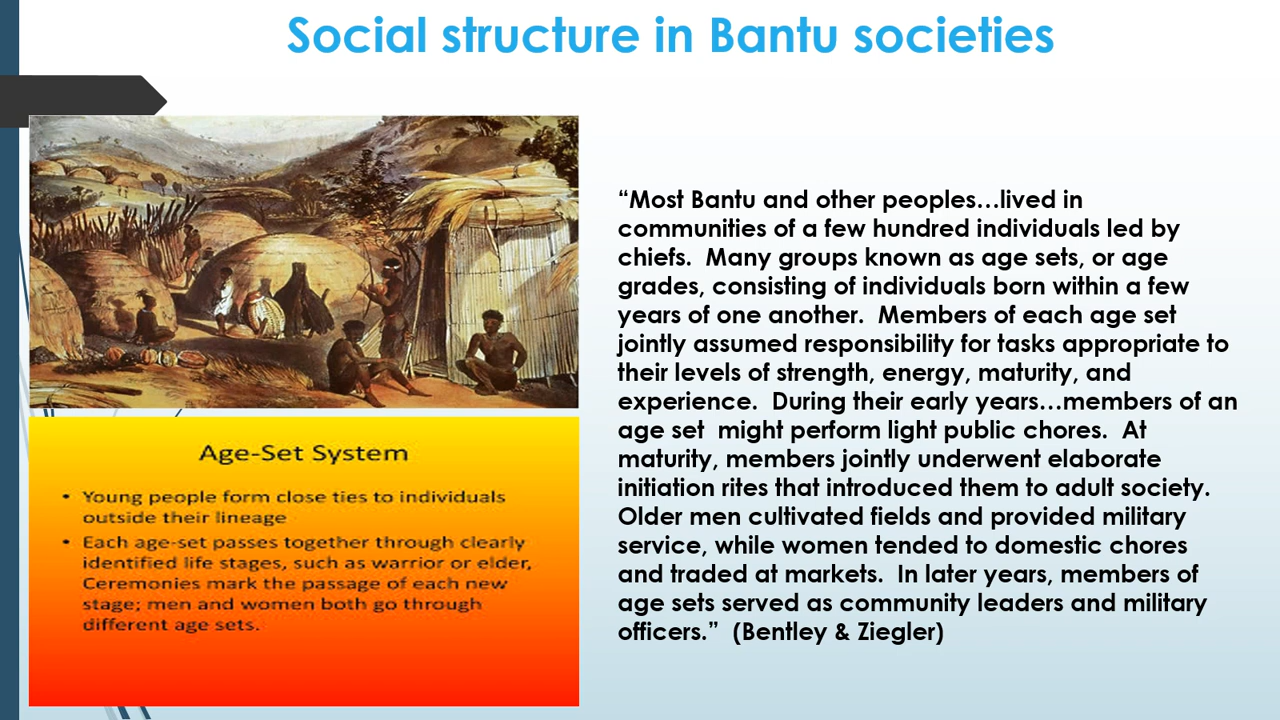 Social structure in Bantu societies
Age-Set System
• Young people form close ties to individuals
outside their lineage
• Each age-set passes together through clearly
identified life stages, such as warrior or elder,
Ceremonies mark the passage of each new
stage; men and women both go through
different age sets.
“Most Bantu and other peoples…lived in
communities of a few hundred individuals led by
chiefs.  Many groups known as age sets, or age
grades, consisting of individuals born within a few
years of one another.  Members of each age set
jointly assumed responsibility for tasks appropriate to
their levels of strength, energy, maturity, and
experience.  During their early years…members of an
age set  might perform light public chores.  At
maturity, members jointly underwent elaborate
initiation rites that introduced them to adult society.
Older men cultivated fields and provided military
service, while women tended to domestic chores
and traded at markets.  In later years, members of
age sets served as community leaders and military
officers.”  (Bentley & Ziegler)